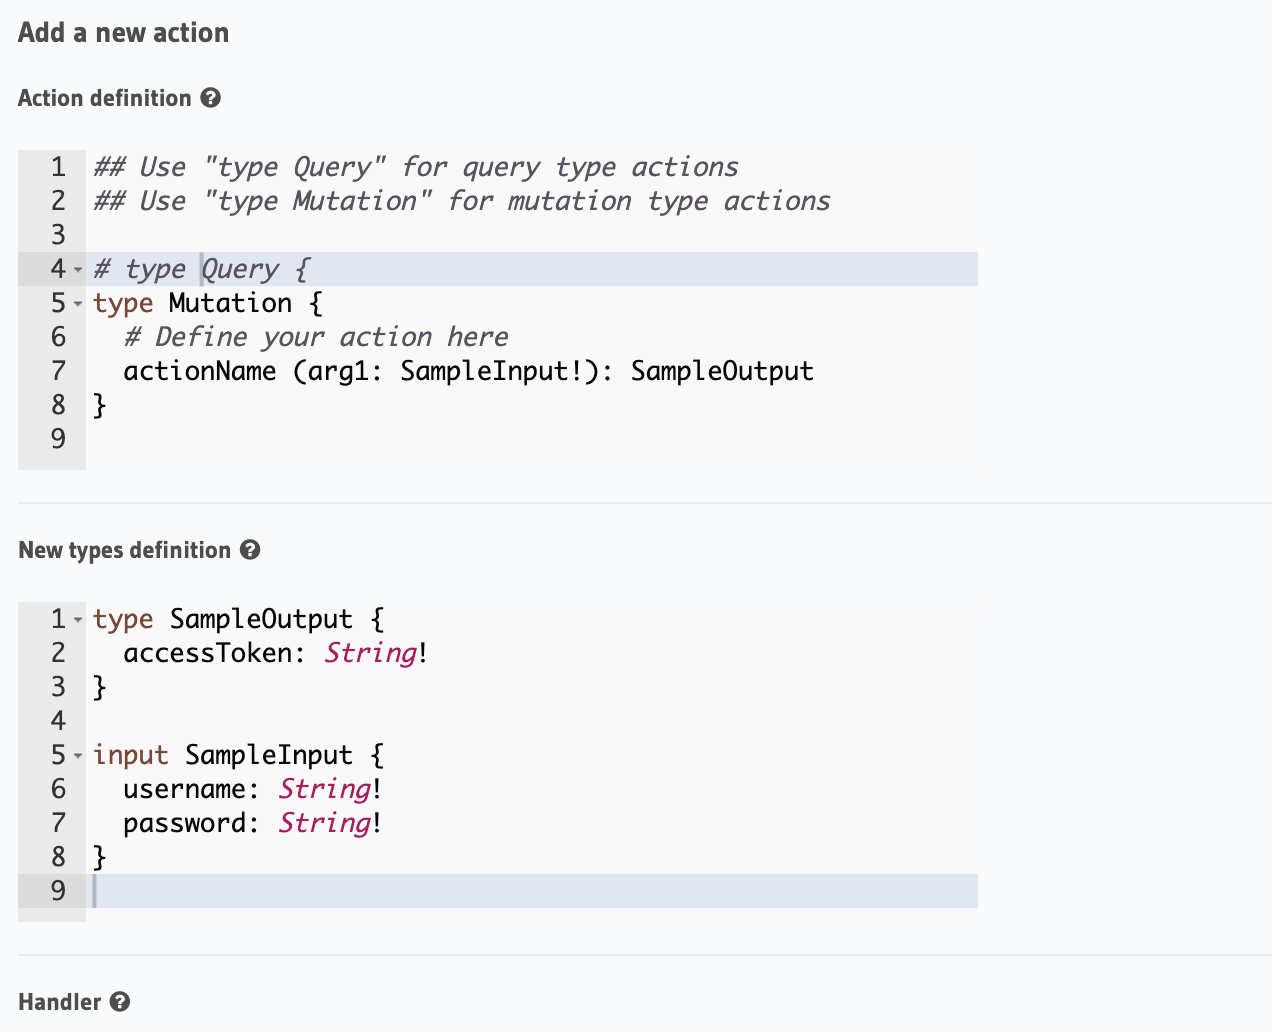 Add a new action
Action definition ?
1 ## Use "type Query" for query type actions
2 ## Use "type Mutation" for mutation type actions
3
4 # type Query {
5 type Mutation {
6   # Define your action here
7   actionName (arg1: SampleInput!): SampleOutput
8 }
9
New types definition ?
1 type SampleOutput {
2   accessToken: String!
3 }
4
5 input SampleInput {
6   username: String!
7   password: String!
8 }
9
Handler ?